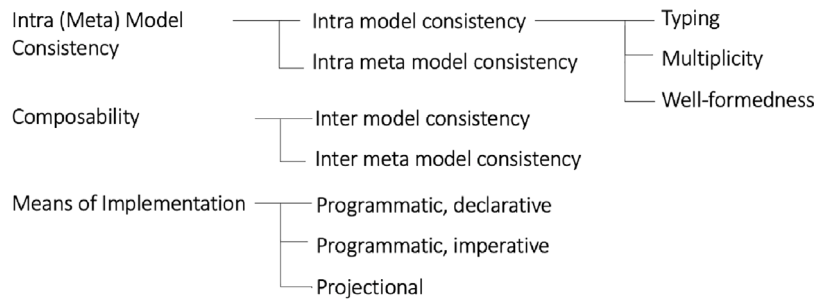 Intra (Meta) Model
Consistency
Intra model consistency
Typing
Multiplicity
Well-formedness
Intra meta model consistency
Composability
Inter model consistency
Inter meta model consistency
Means of Implementation
Programmatic, declarative
Programmatic, imperative
Projectional